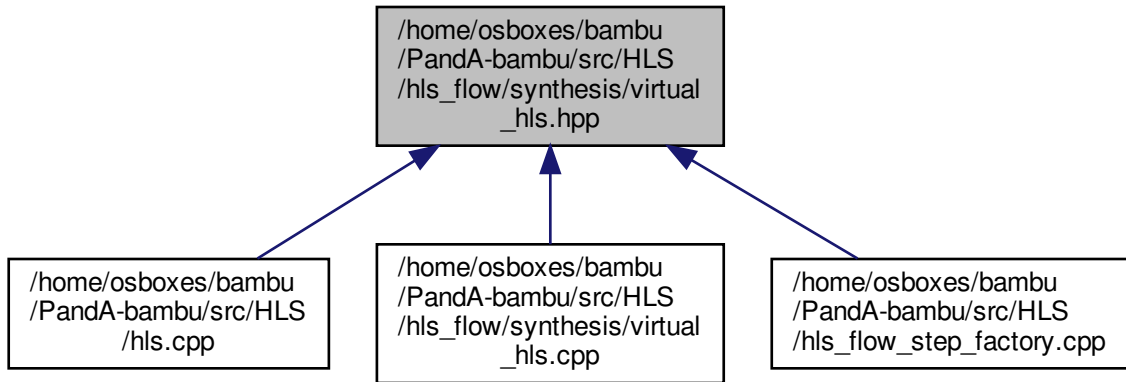 /home/osboxes/bambu
/PandA-bambu/src/HLS
/hls_flow/synthesis/virtual
_hls.hpp
/home/osboxes/bambu
/PandA-bambu/src/HLS
/hls.cpp
/home/osboxes/bambu
/PandA-bambu/src/HLS
/hls_flow/synthesis/virtual
_hls.cpp
/home/osboxes/bambu
/PandA-bambu/src/HLS
/hls_flow_step_factory.cpp